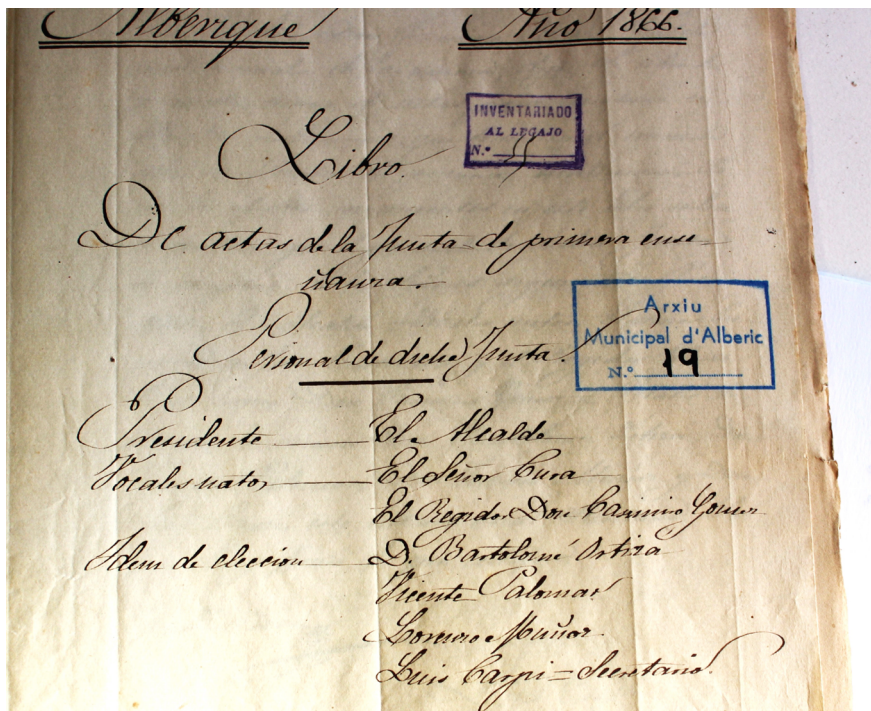 Alberique Año 1866.
INVENTARIADO
AL LEGAJO
N.º
Libro.
De actas de la Junta de primera ense-
ñanza.
Arxiu
Municipal d'Alberic
N.º 19
Personal de dicha Junta.
Presidente El Alcalde
Vocales natos El Señor Cura
El Regidor Don Casimiro Gomez
Idem de eleccion D. Bartolomé Ortiza
Vicente Palomar
Lorenzo Muñoz
Luis Carpi = Secretario.